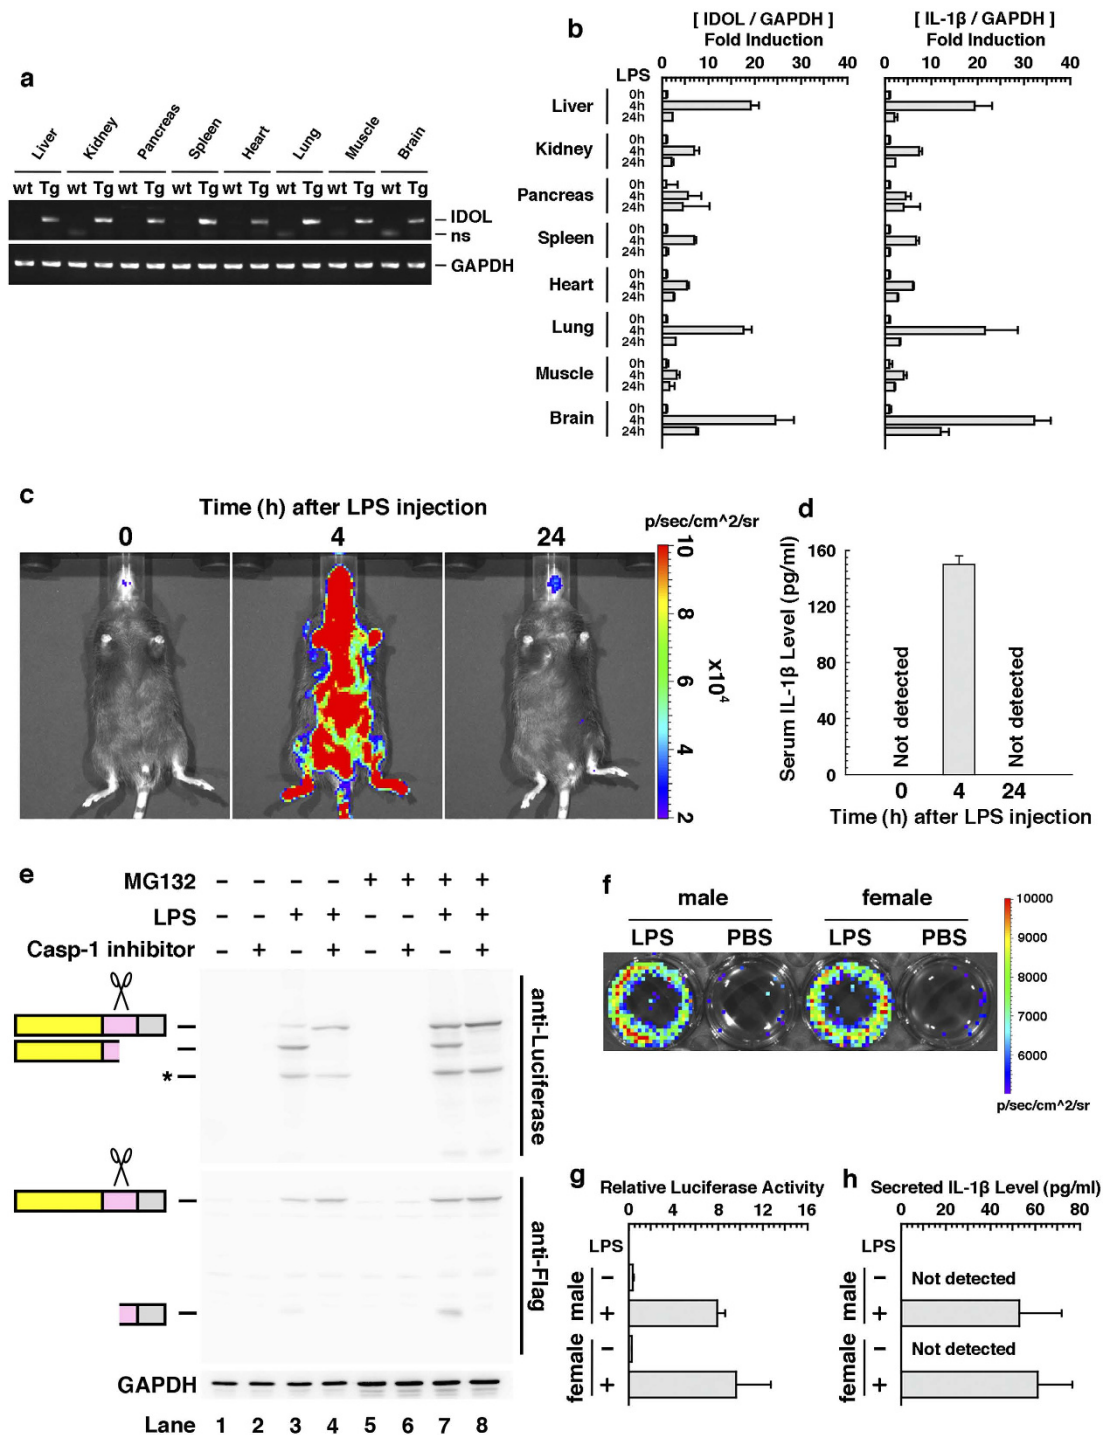 a
Liver Kidney Pancreas Spleen Heart Lung Muscle Brain
wt Tg wt Tg wt Tg wt Tg wt Tg wt Tg wt Tg wt Tg
IDOL
ns
GAPDH
b
[ IDOL / GAPDH ]
Fold Induction
[ IL-1β / GAPDH ]
Fold Induction
LPS
0 10 20 30 40
0 10 20 30 40
Liver
0h
4h
24h
Kidney
0h
4h
24h
Pancreas
0h
4h
24h
Spleen
0h
4h
24h
Heart
0h
4h
24h
Lung
0h
4h
24h
Muscle
0h
4h
24h
Brain
0h
4h
24h
c
Time (h) after LPS injection
0 4 24
p/sec/cm^2/sr
10
8
6
4
2
x10⁴
d
Serum IL-1β Level (pg/ml)
160
120
80
40
0
Not detected
Not detected
0 4 24
Time (h) after LPS injection
e
MG132 – – – – + + + +
LPS – – + + – – + +
Casp-1 inhibitor – + – + – + – +
*
anti-Luciferase
anti-Flag
GAPDH
Lane 1 2 3 4 5 6 7 8
f
male female
LPS PBS LPS PBS
10000
9000
8000
7000
6000
p/sec/cm^2/sr
g
Relative Luciferase Activity
0 4 8 12 16
LPS
male
–
+
female
–
+
h
Secreted IL-1β Level (pg/ml)
0 20 40 60 80
LPS
male
– Not detected
+
female
– Not detected
+